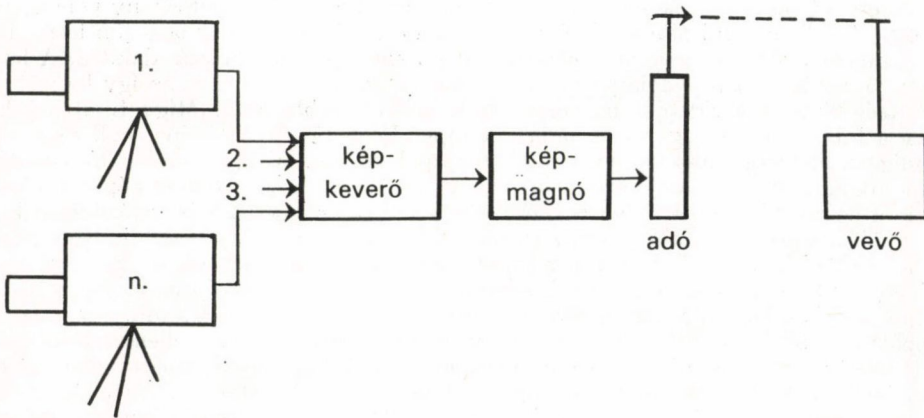 1.
2.
3.
n.
kép-
keverő
kép-
magnó
adó
vevő